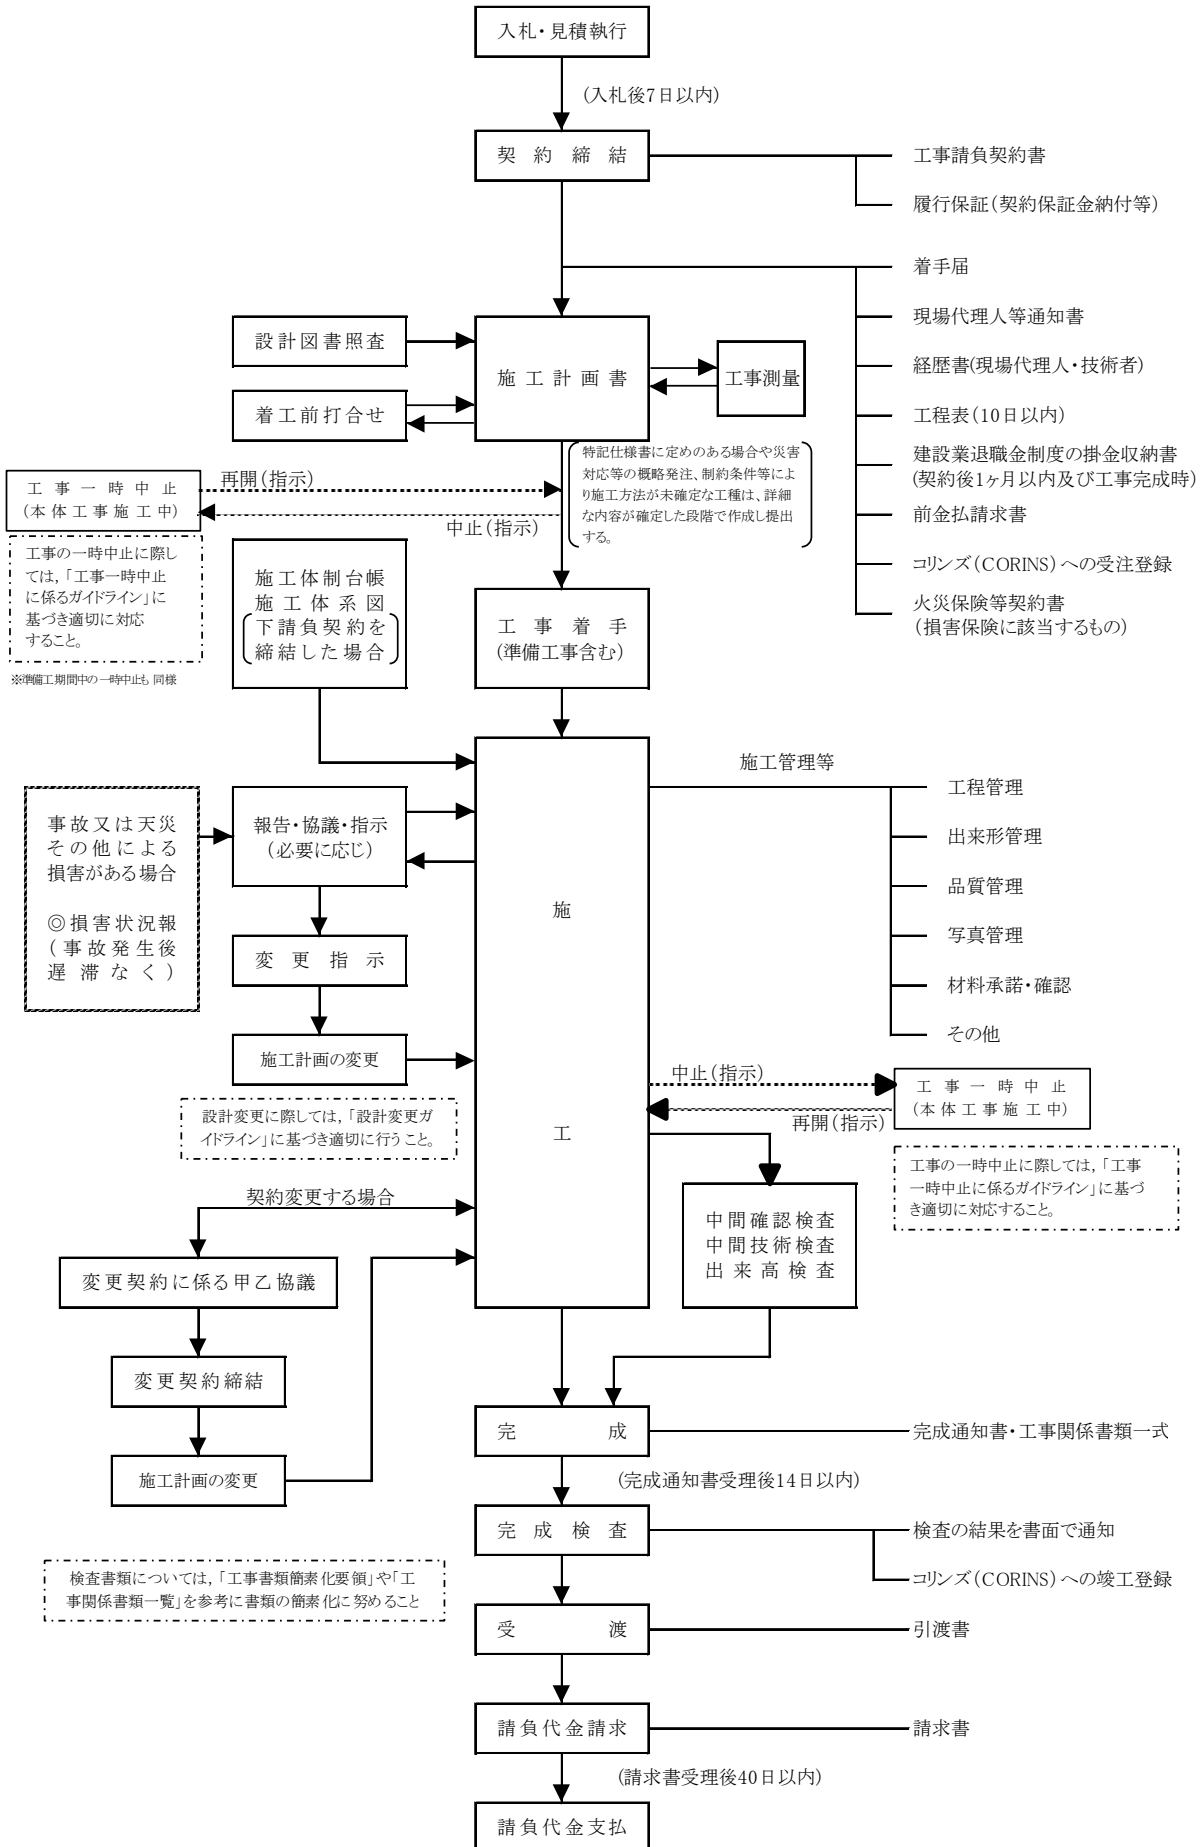 入札・見積執行
(入札後7日以内)
契約締結
工事請負契約書
履行保証(契約保証金納付等)
着手届
現場代理人等通知書
経歴書(現場代理人・技術者)
工程表(10日以内)
建設業退職金制度の掛金収納書
(契約後1ヶ月以内及び工事完成時)
前金払請求書
コリンズ(CORINS)への受注登録
火災保険等契約書
(損害保険に該当するもの)
設計図書照査
着工前打合せ
施工計画書
工事測量
特記仕様書に定めのある場合や災害
対応等の概略発注、制約条件等によ
り施工方法が未確定な工種は、詳細
な内容が確定した段階で作成し提出
する。
工事一時中止
(本体工事施工中)
再開(指示)
中止(指示)
工事の一時中止に際し
ては,「工事一時中止
に係るガイドライン」に
基づき適切に対応
すること。
※準備工期間中の一時中止も同様
施工体制台帳
施工体系図
下請負契約を
締結した場合
工事着手
(準備工事含む)
施工
施工管理等
工程管理
出来形管理
品質管理
写真管理
材料承諾・確認
その他
事故又は天災
その他による
損害がある場合
◎損害状況報
(事故発生後
遅滞なく)
報告・協議・指示
(必要に応じ)
変更指示
施工計画の変更
設計変更に際しては,「設計変更ガ
イドライン」に基づき適切に行うこと。
中止(指示)
再開(指示)
工事一時中止
(本体工事施工中)
工事の一時中止に際しては,「工事
一時中止に係るガイドライン」に基づ
き適切に対応すること。
中間確認検査
中間技術検査
出来高検査
契約変更する場合
変更契約に係る甲乙協議
変更契約締結
施工計画の変更
完成
完成通知書・工事関係書類一式
(完成通知書受理後14日以内)
完成検査
検査の結果を書面で通知
コリンズ(CORINS)への竣工登録
検査書類については,「工事書類簡素化要領」や「工
事関係書類一覧」を参考に書類の簡素化に努めること
受渡
引渡書
請負代金請求
請求書
(請求書受理後40日以内)
請負代金支払